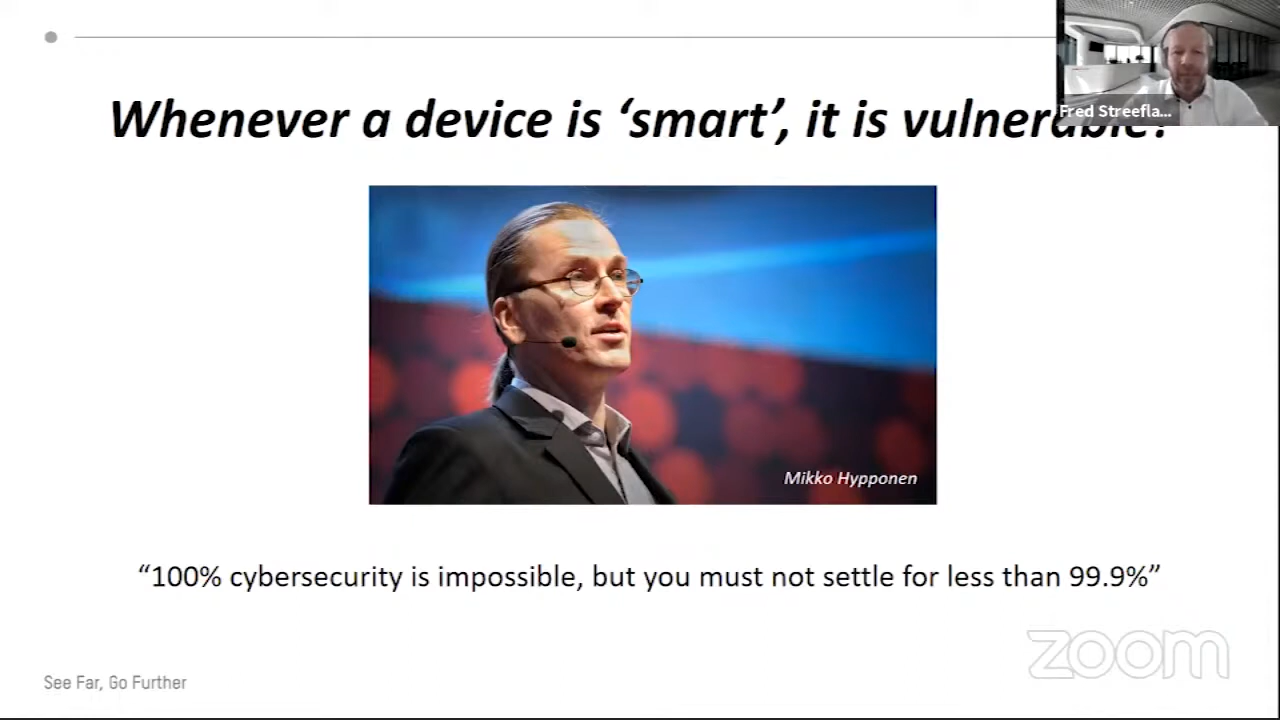 Whenever a device is ‘smart’, it is vulnerable!
Fred Streefla...
Mikko Hypponen
“100% cybersecurity is impossible, but you must not settle for less than 99.9%”
zoom
See Far, Go Further